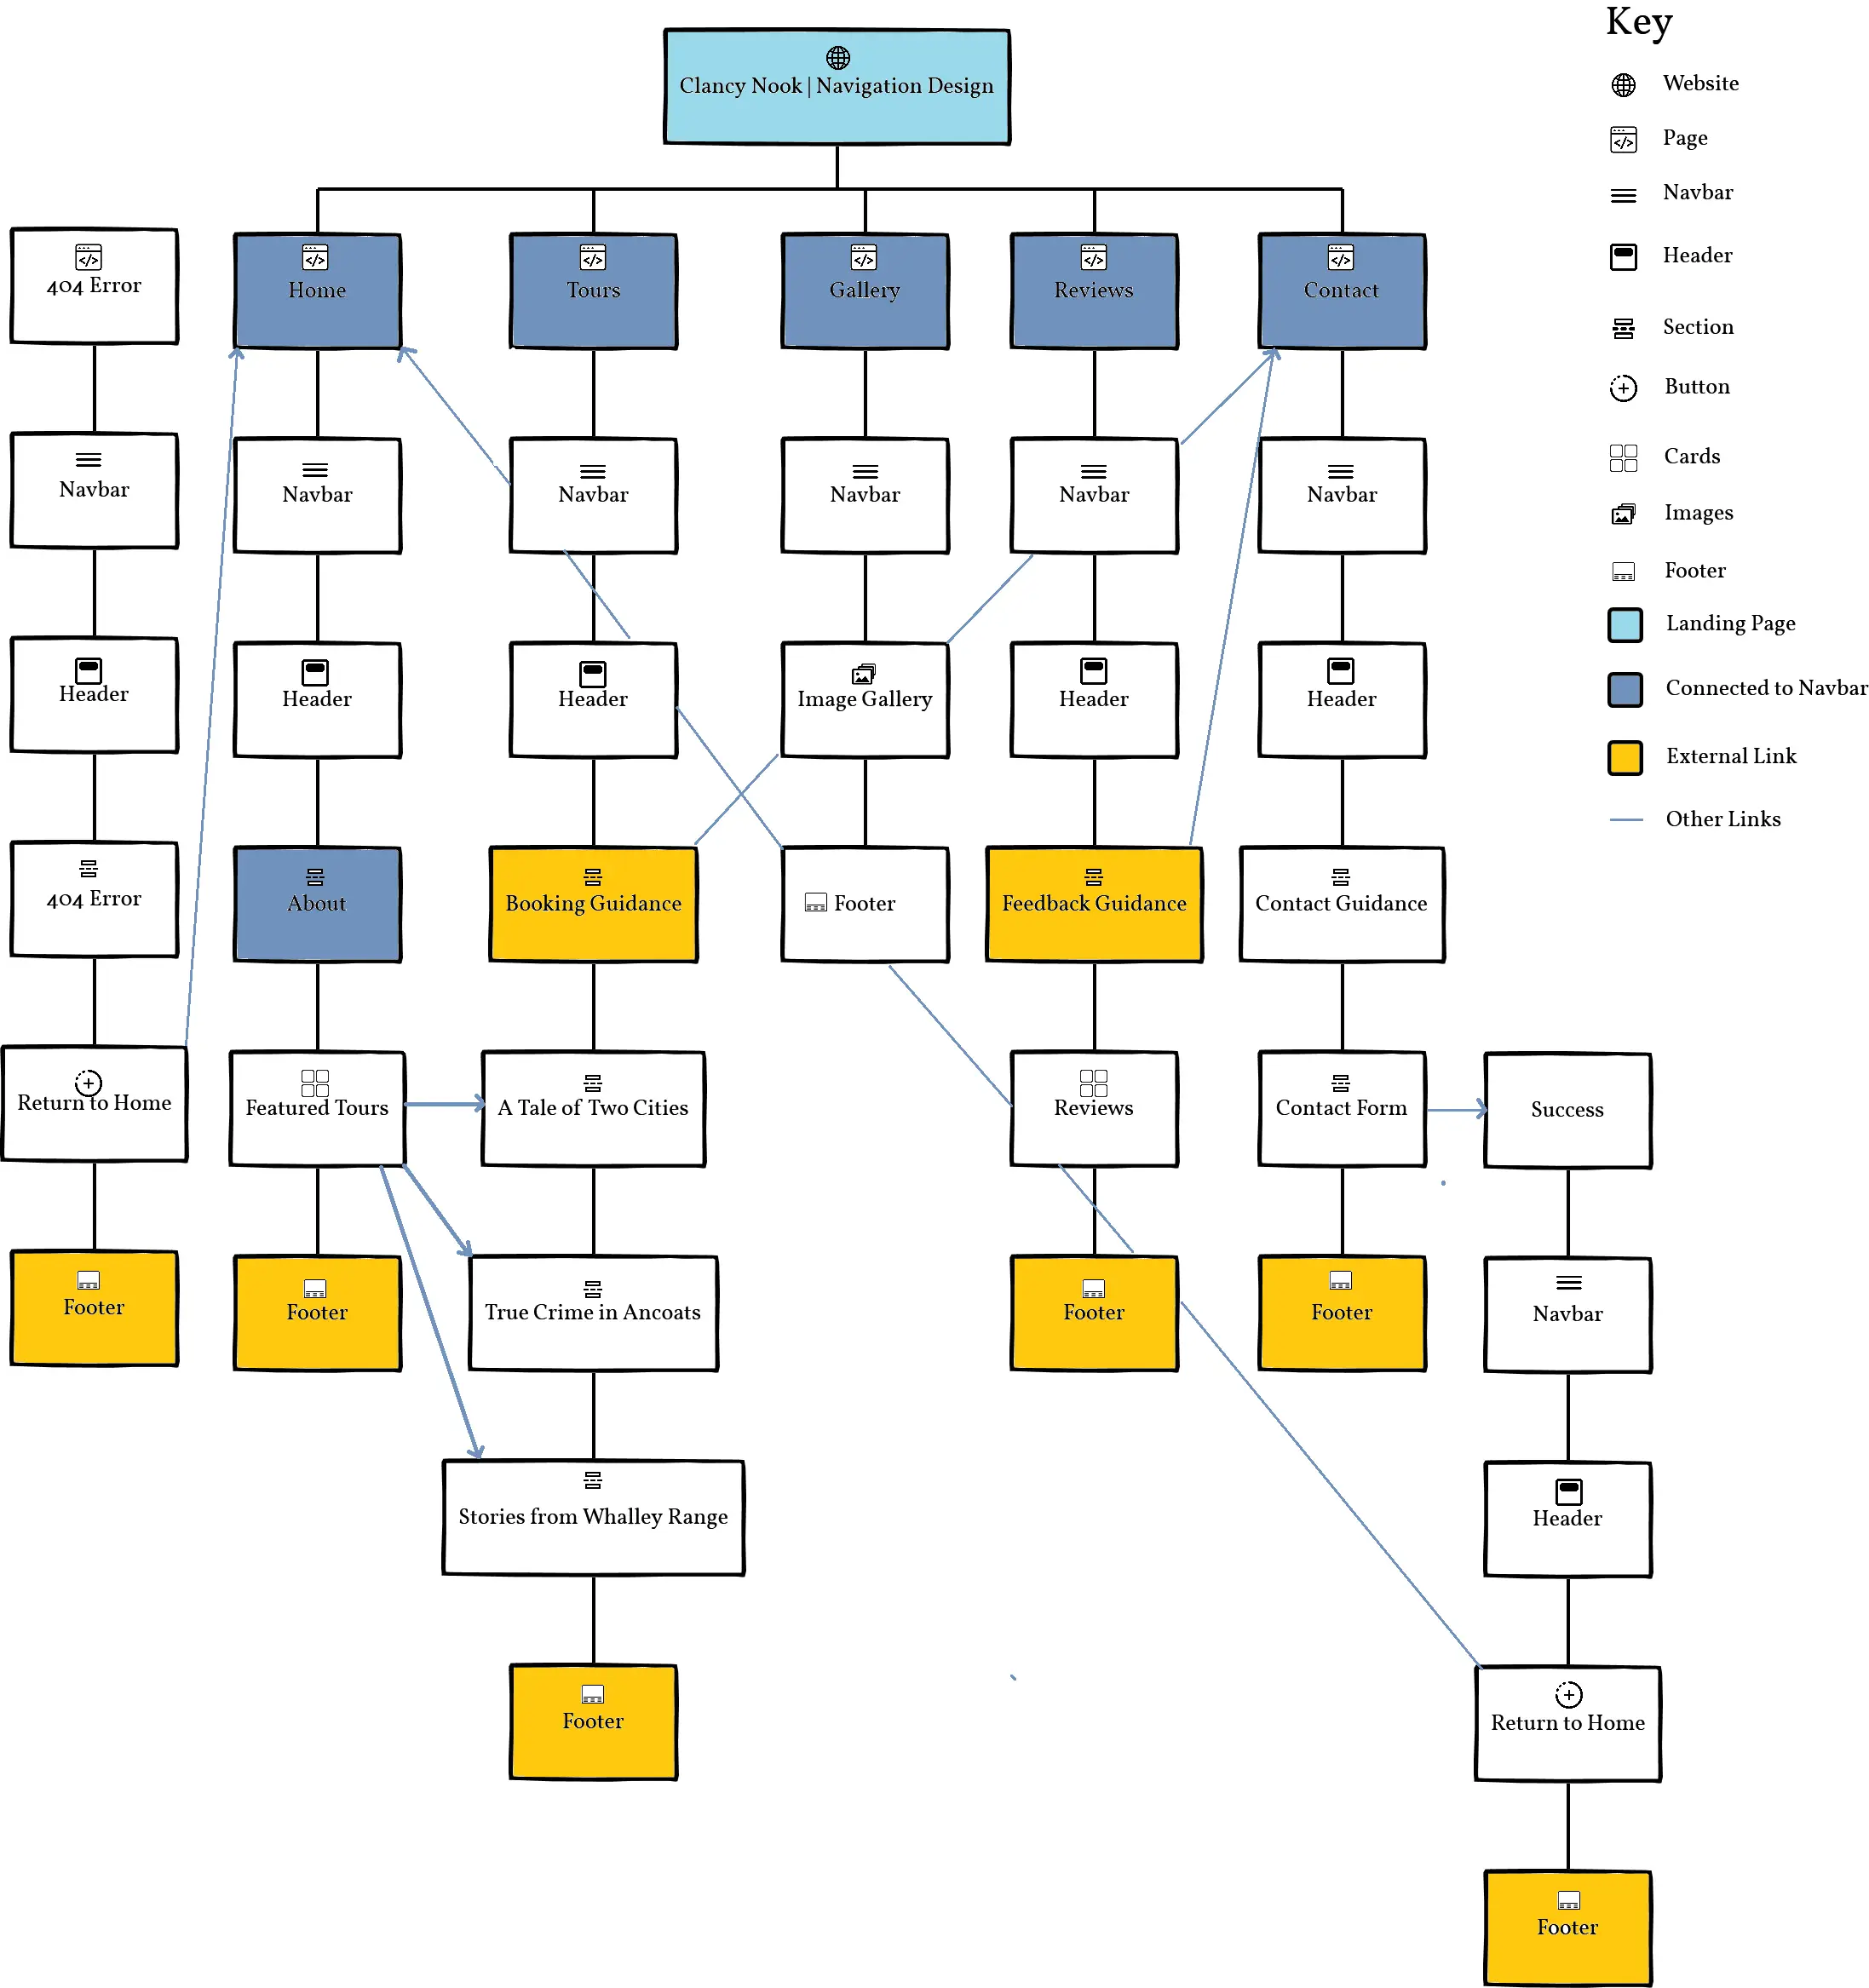 Key
Clancy Nook | Navigation Design
Website
Page
Navbar
Header
Section
Button
Cards
Images
Footer
Landing Page
Connected to Navbar
External Link
Other Links
404 Error
Home
Tours
Gallery
Reviews
Contact
Navbar
Navbar
Navbar
Navbar
Navbar
Navbar
Header
Header
Header
Image Gallery
Header
Header
404 Error
About
Booking Guidance
Footer
Feedback Guidance
Contact Guidance
Return to Home
Featured Tours
A Tale of Two Cities
Reviews
Contact Form
Success
Footer
Footer
True Crime in Ancoats
Footer
Footer
Navbar
Stories from Whalley Range
Header
Footer
Return to Home
Footer